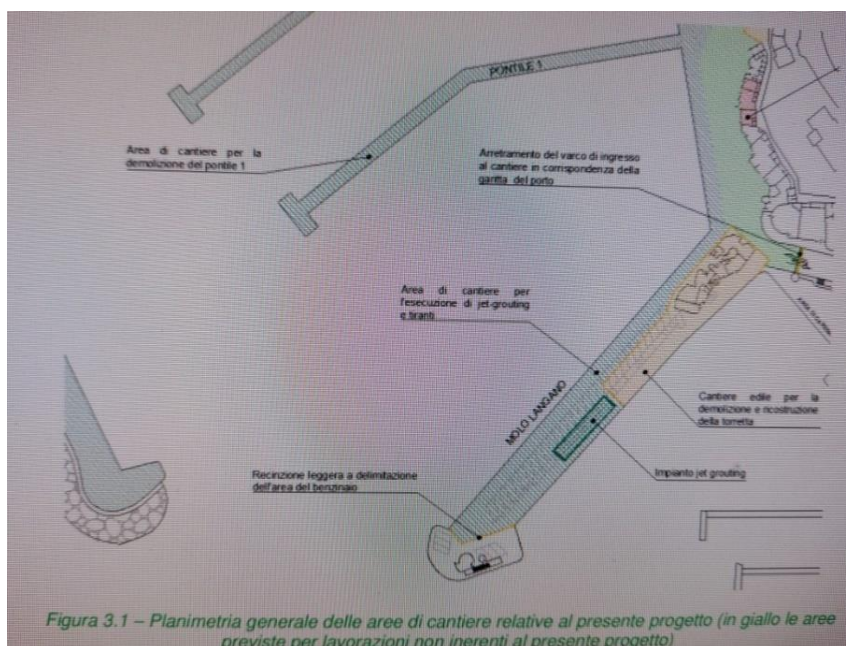 PONTILE 1
Area di cantiere per la
demolizione del pontile 1
Arretramento del varco di ingresso
al cantiere in corrispondenza della
garitta del porto
Area di cantiere per
l'esecuzione di jet-grouting
e tiranti
MOLO LANGANO
Cantiere edile per la
demolizione e ricostruzione
della torretta
Impianto jet grouting
Recinzione leggera a delimitazione
dell'area del benzinaio
Figura 3.1 – Planimetria generale delle aree di cantiere relative al presente progetto (in giallo le aree
previste per lavorazioni non inerenti al presente progetto)